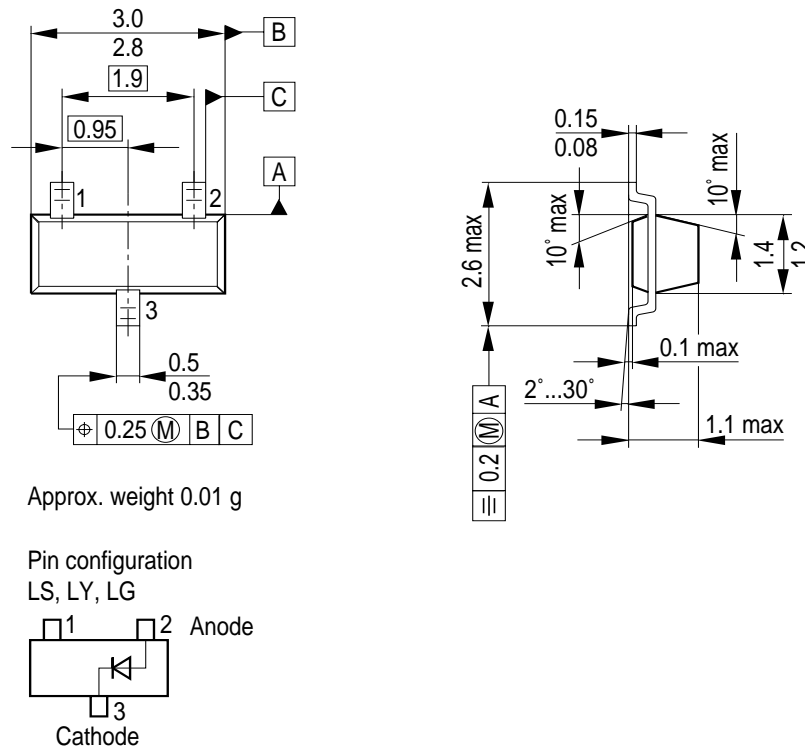 3.0
B
2.8
1.9
C
0.95
A
1
2
3
0.5
0.35
⌖ 0.25 Ⓜ B C
0.15
0.08
10° max
10° max
2.6 max
1.4
1.2
0.1 max
2°...30°
1.1 max
⌯ 0.2 Ⓜ A
Approx. weight 0.01 g
Pin configuration
LS, LY, LG
1
2 Anode
3
Cathode